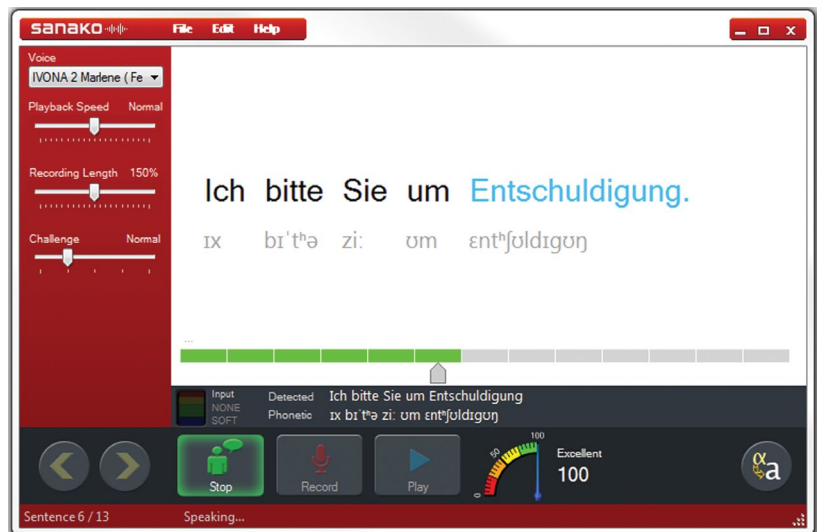 sanako File Edit Help
Voice
IVONA 2 Marlene ( Fe
Playback Speed Normal
Recording Length 150%
Challenge Normal
Ich bitte Sie um Entschuldigung.
ɪx bɪˈtʰə ziː ʊm ɛntʰʃʊldɪgʊŋ
...
Input
NONE
SOFT
Detected Ich bitte Sie um Entschuldigung
Phonetic ɪx bɪˈtʰə ziː ʊm ɛntʰʃʊldɪgʊŋ
Stop Record Play
0 50 100
Excellent
100
α a
Sentence 6 / 13 Speaking...